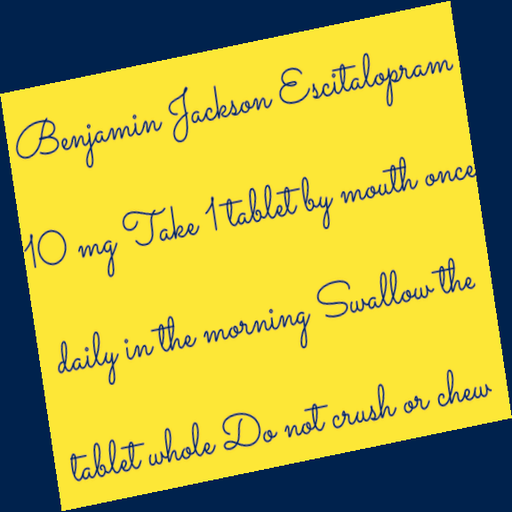 Benjamin Jackson Escitalopram
10 mg Take 1 tablet by mouth once
daily in the morning Swallow the
tablet whole Do not crush or chew